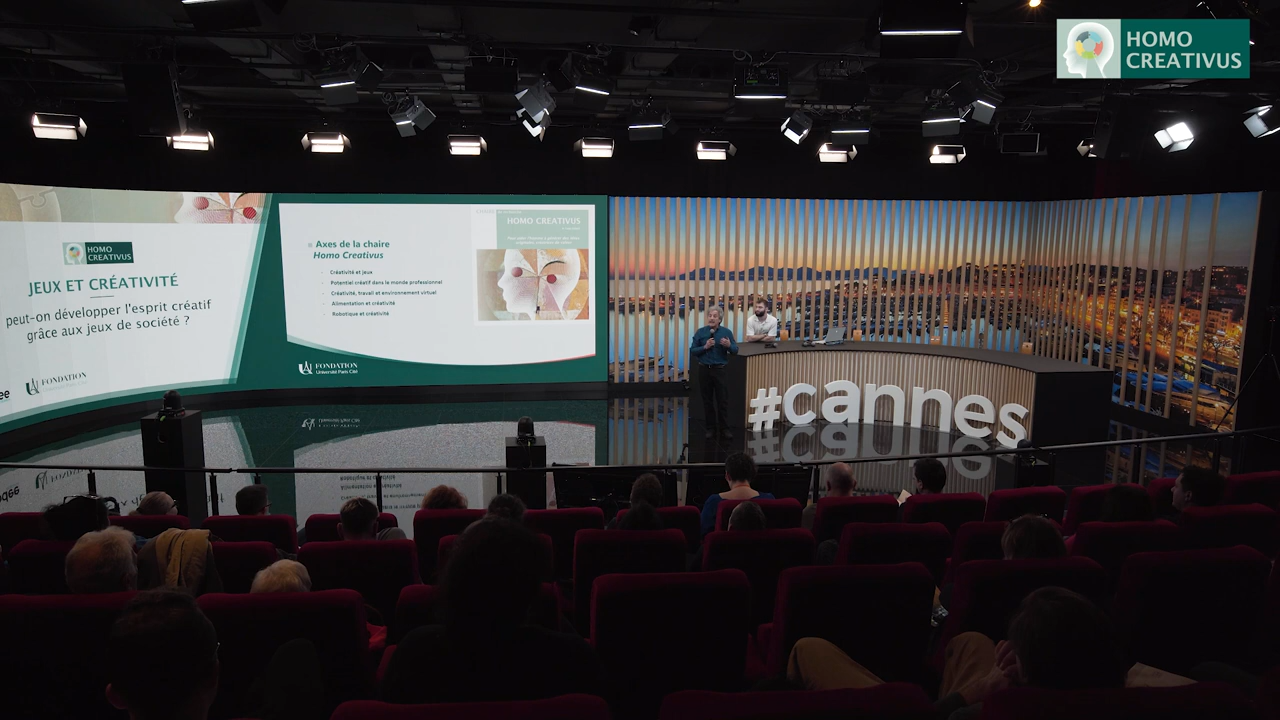 HOMO
CREATIVUS
HOMO
CREATIVUS
JEUX ET CRÉATIVITÉ
peut-on développer l'esprit créatif
grâce aux jeux de société ?
FONDATION
Axes de la chaire
Homo Creativus
Créativité et jeux
Potentiel créatif dans le monde professionnel
Créativité, travail et environnement virtuel
Alimentation et créativité
Robotique et créativité
HOMO CREATIVUS
FONDATION
Université Paris Cité
#cannes